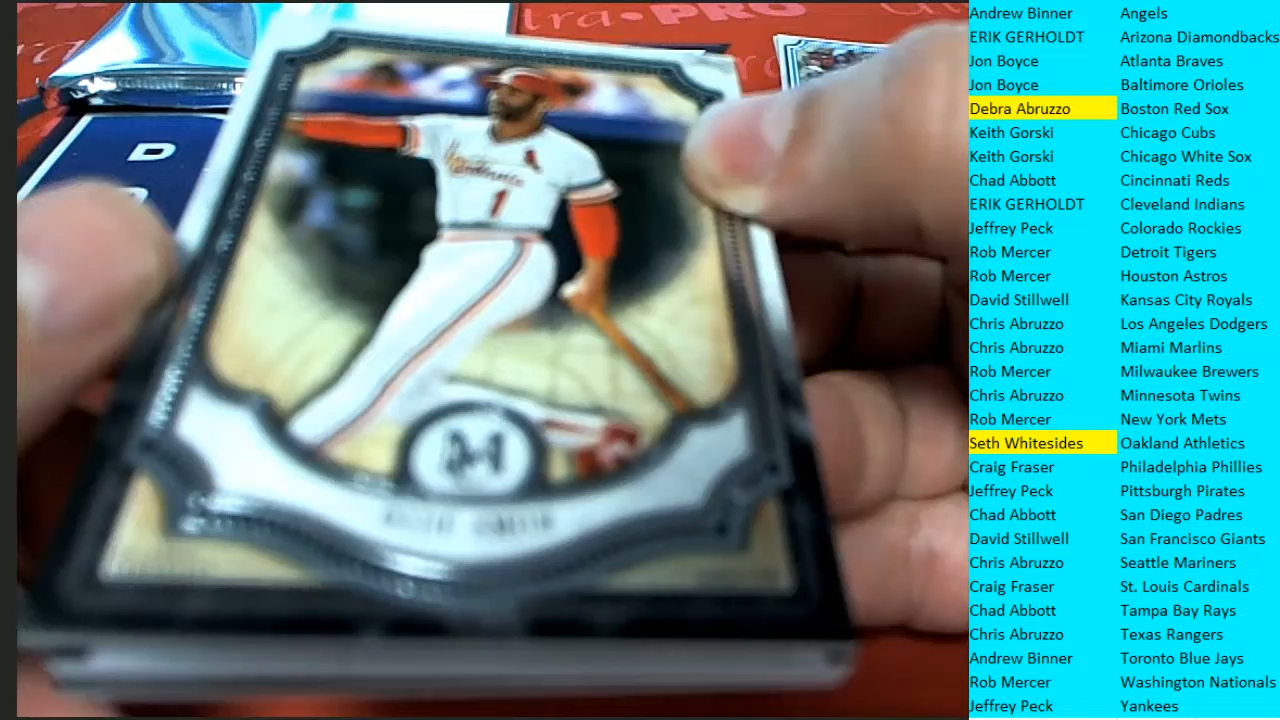 tra•PRO
Cardinals
1
M
OZZIE SMITH
D
Andrew Binner Angels
ERIK GERHOLDT Arizona Diamondbacks
Jon Boyce Atlanta Braves
Jon Boyce Baltimore Orioles
Debra Abruzzo Boston Red Sox
Keith Gorski Chicago Cubs
Keith Gorski Chicago White Sox
Chad Abbott Cincinnati Reds
ERIK GERHOLDT Cleveland Indians
Jeffrey Peck Colorado Rockies
Rob Mercer Detroit Tigers
Rob Mercer Houston Astros
David Stillwell Kansas City Royals
Chris Abruzzo Los Angeles Dodgers
Chris Abruzzo Miami Marlins
Rob Mercer Milwaukee Brewers
Chris Abruzzo Minnesota Twins
Rob Mercer New York Mets
Seth Whitesides Oakland Athletics
Craig Fraser Philadelphia Phillies
Jeffrey Peck Pittsburgh Pirates
Chad Abbott San Diego Padres
David Stillwell San Francisco Giants
Chris Abruzzo Seattle Mariners
Craig Fraser St. Louis Cardinals
Chad Abbott Tampa Bay Rays
Chris Abruzzo Texas Rangers
Andrew Binner Toronto Blue Jays
Rob Mercer Washington Nationals
Jeffrey Peck Yankees